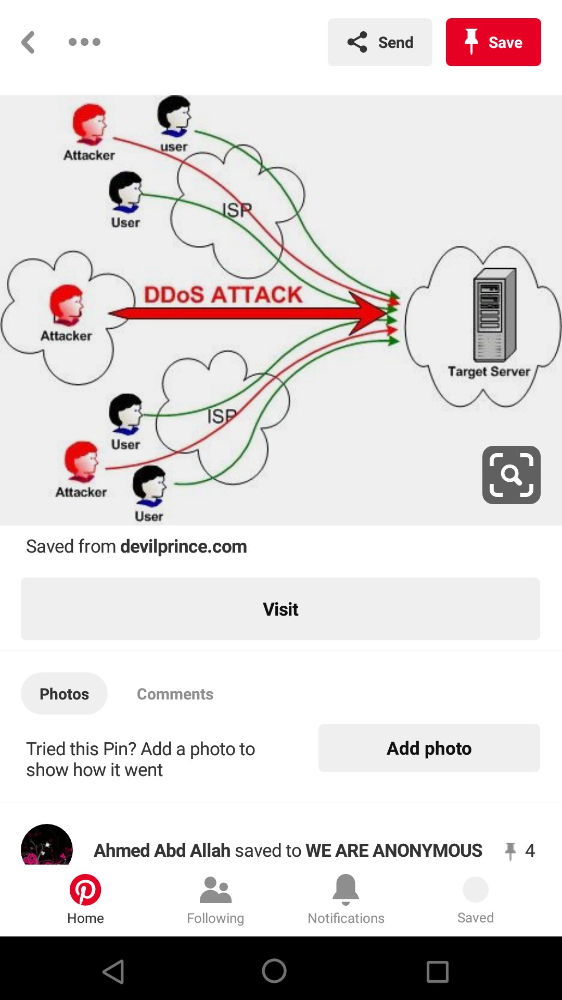 Send
Save
Attacker
user
User
ISP
DDoS ATTACK
Attacker
Target Server
ISP
User
Attacker
User
Saved from devilprince.com
Visit
Photos
Comments
Tried this Pin? Add a photo to
show how it went
Add photo
Ahmed Abd Allah saved to WE ARE ANONYMOUS 4
Home
Following
Notifications
Saved